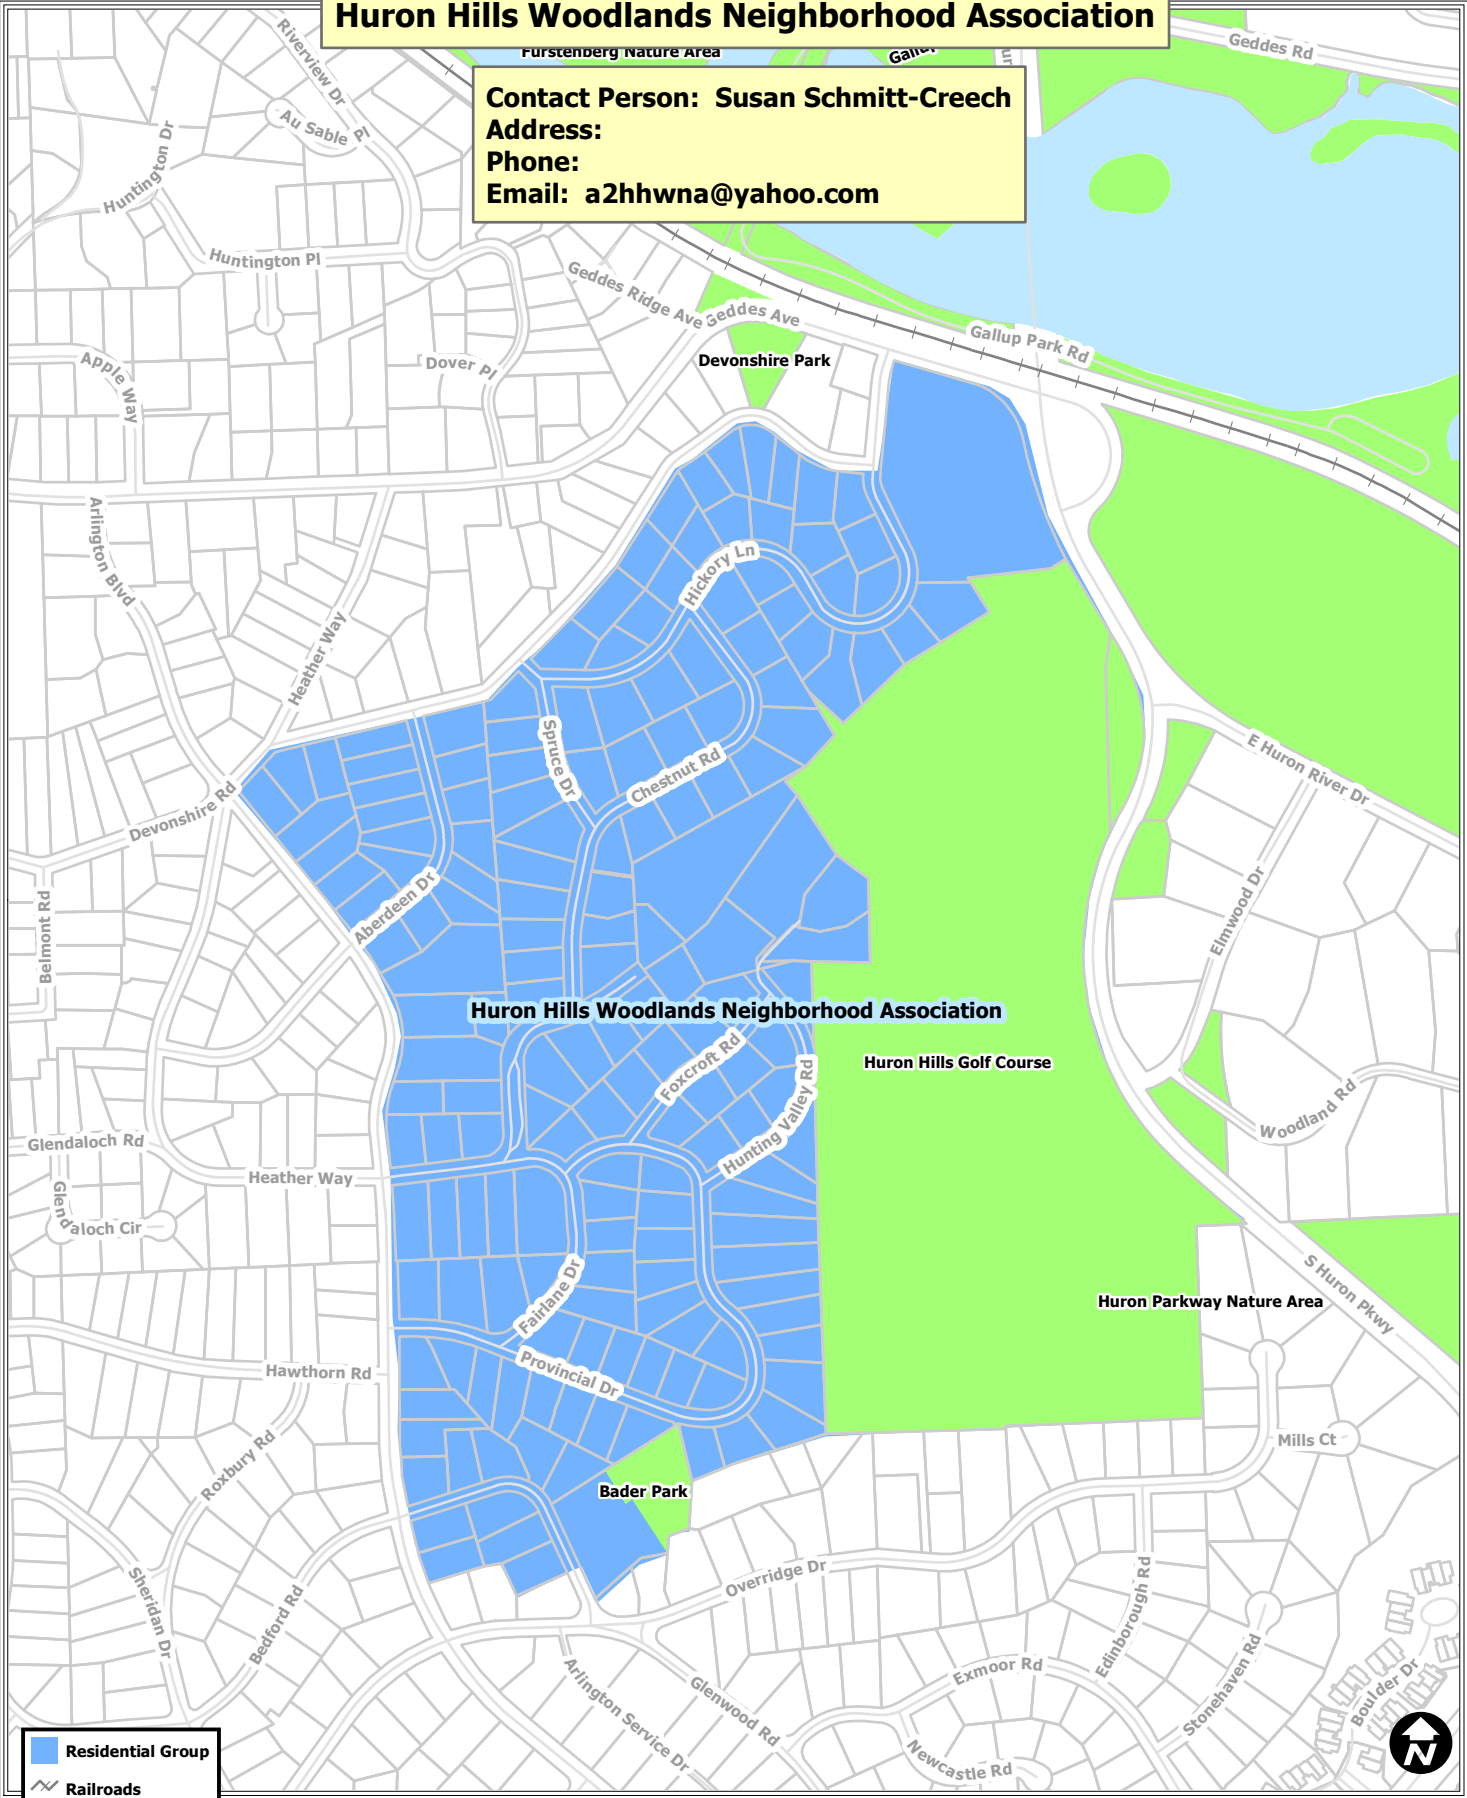 Huron Hills Woodlands Neighborhood Association
Furstenberg Nature Area
Geddes Rd
Contact Person: Susan Schmitt-Creech
Address:
Phone:
Email: a2hhwna@yahoo.com
Riverview Dr
Au Sable Pl
Huntington Dr
Huntington Pl
Geddes Ridge Ave
Geddes Ave
Gallup Park Rd
Devonshire Park
Dover Pl
Apple Way
Arlington Blvd
Hickory Ln
Heather Way
Spruce Dr
Chestnut Rd
E Huron River Dr
Devonshire Rd
Aberdeen Dr
Belmont Rd
Elmwood Dr
Huron Hills Woodlands Neighborhood Association
Foxcroft Rd
Huron Hills Golf Course
Hunting Valley Rd
Woodland Rd
Glendaloch Rd
Heather Way
Glendaloch Cir
Fairlane Dr
S Huron Pkwy
Huron Parkway Nature Area
Provincial Dr
Hawthorn Rd
Roxbury Rd
Mills Ct
Bader Park
Overridge Dr
Sheridan Dr
Bedford Rd
Edinborough Rd
Exmoor Rd
Stonehaven Rd
Boulder Dr
Arlington Service Dr
Glenwood Rd
Newcastle Rd
Residential Group
Railroads
N